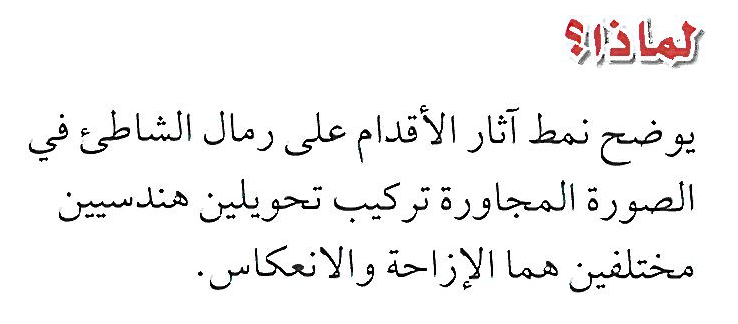 لماذا؟
يوضح نمط آثار الأقدام على رمال الشاطئ في
الصورة المجاورة تركيب تحويلين هندسيين
مختلفين هما الإزاحة والانعكاس.